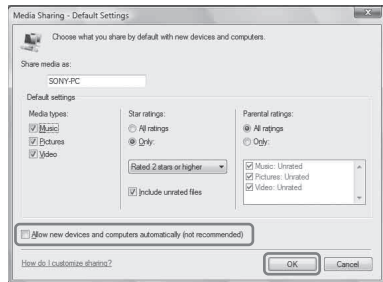 Media Sharing - Default Settings
Choose what you share by default with new devices and computers.
Share media as:
SONY-PC
Default settings
Media types:
Music
Pictures
Video
Star ratings:
All ratings
Only:
Rated 2 stars or higher
Include unrated files
Parental ratings:
All ratings
Only:
Music: Unrated
Pictures: Unrated
Video: Unrated
Allow new devices and computers automatically (not recommended)
How do I customize sharing?
OK
Cancel